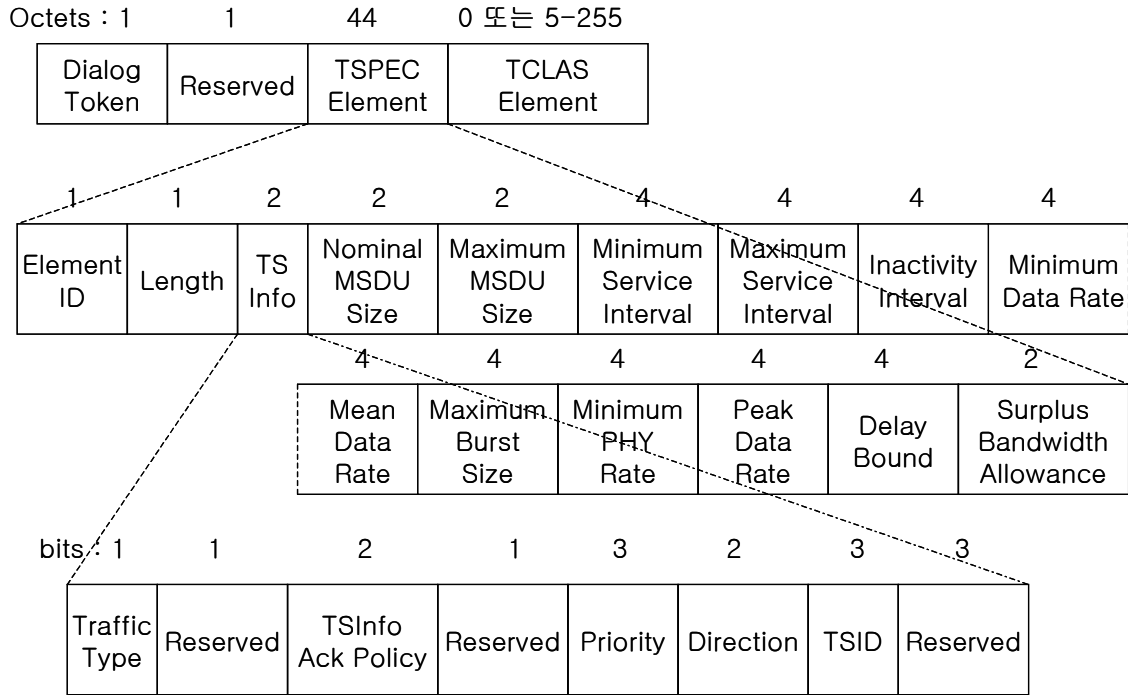 Octets : 1 1 44 0 또는 5-255
Dialog Token Reserved TSPEC Element TCLAS Element
1 1 2 2 2 4 4 4 4
Element ID Length TS Info Nominal MSDU Size Maximum MSDU Size Minimum Service Interval Maximum Service Interval Inactivity Interval Minimum Data Rate
4 4 4 4 4 2
Mean Data Rate Maximum Burst Size Minimum PHY Rate Peak Data Rate Delay Bound Surplus Bandwidth Allowance
bits : 1 1 2 1 3 2 3 3
Traffic Type Reserved TSInfo Ack Policy Reserved Priority Direction TSID Reserved